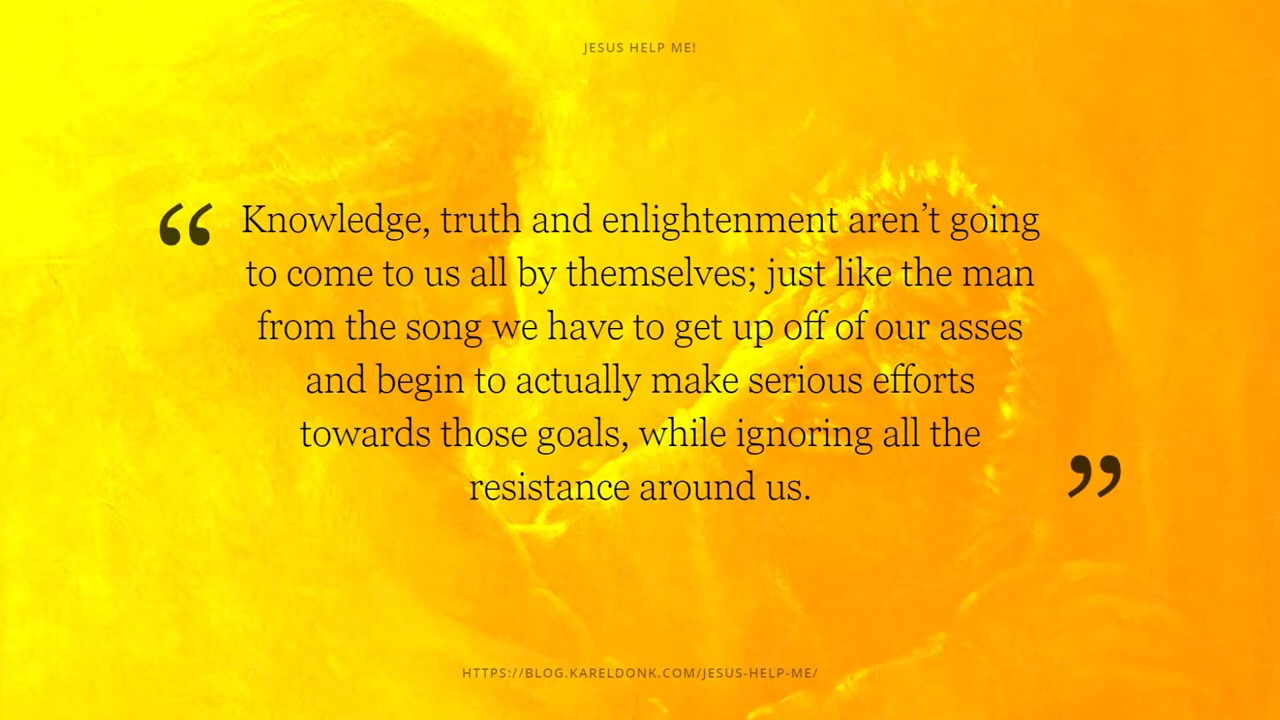 JESUS HELP ME!
“ Knowledge, truth and enlightenment aren’t going
to come to us all by themselves; just like the man
from the song we have to get up off of our asses
and begin to actually make serious efforts
towards those goals, while ignoring all the
resistance around us. ”
HTTPS://BLOG.KARELDONK.COM/JESUS-HELP-ME/